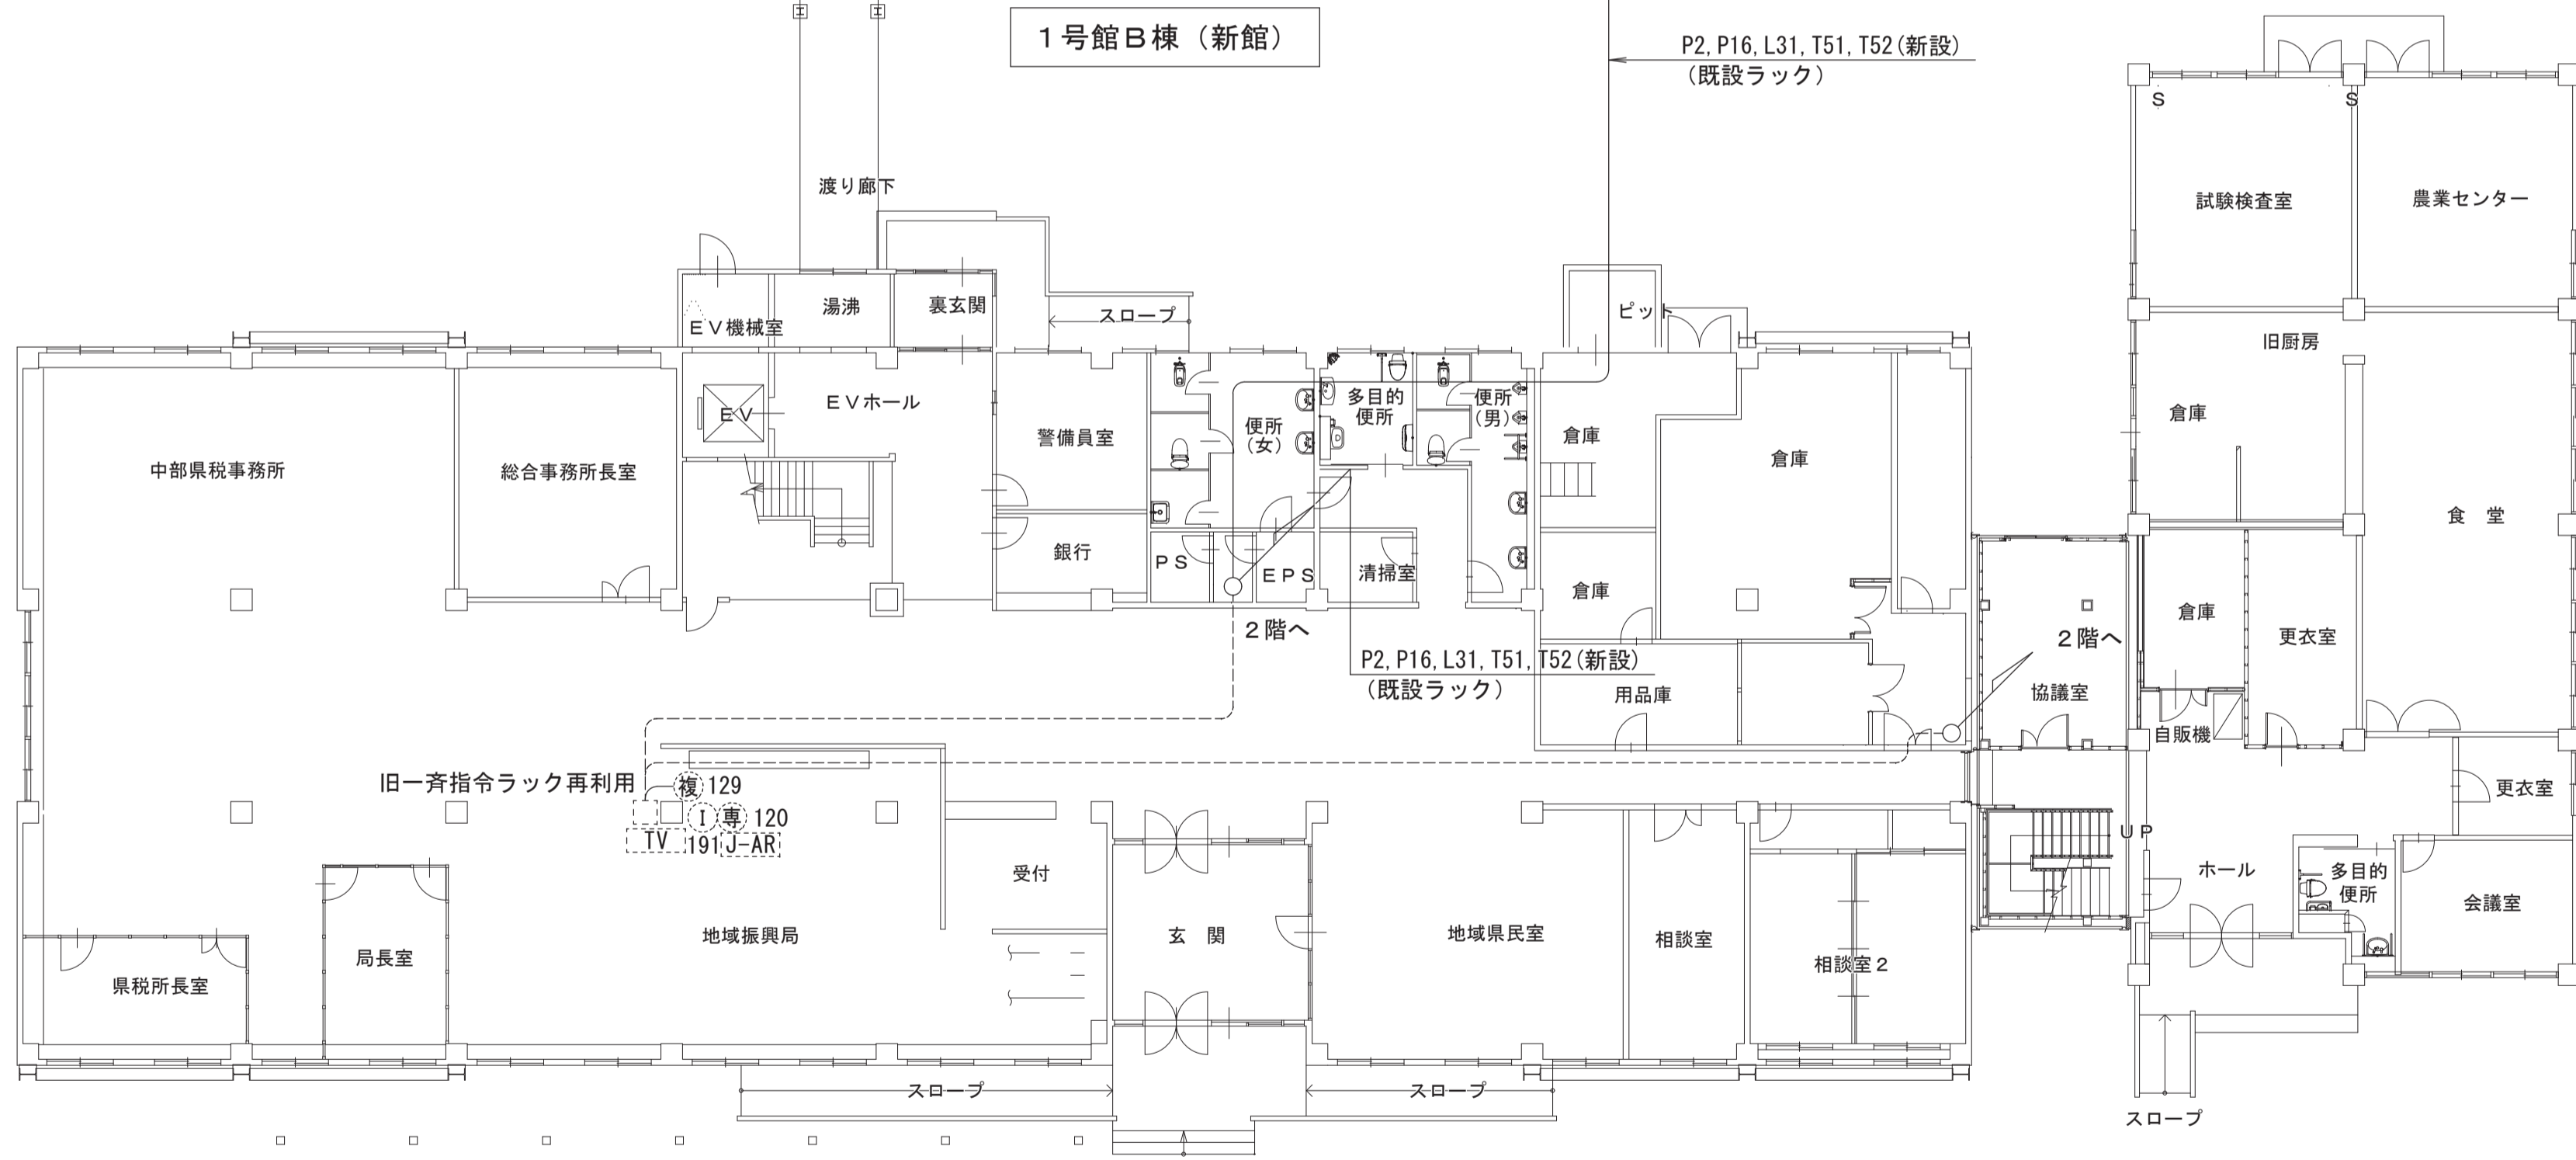 1号館B棟（新館）
P2, P16, L31, T51, T52(新設)
（既設ラック）
S
S
渡り廊下
試験検査室
農業センター
EV機械室
湯沸
裏玄関
スロープ
ピット
旧厨房
EV
EVホール
警備員室
便所
(女)
多目的
便所
便所
(男)
倉庫
倉庫
倉庫
中部県税事務所
総合事務所長室
食 堂
銀行
PS
EPS
清掃室
倉庫
倉庫
更衣室
2階へ
2階へ
P2, P16, L31, T51, T52(新設)
（既設ラック）
用品庫
協議室
自販機
旧一斉指令ラック再利用
複 129
I 専 120
TV 191 J-AR
更衣室
UP
受付
ホール
多目的
便所
会議室
地域振興局
玄 関
地域県民室
相談室
相談室2
局長室
県税所長室
スロープ
スロープ
スロープ